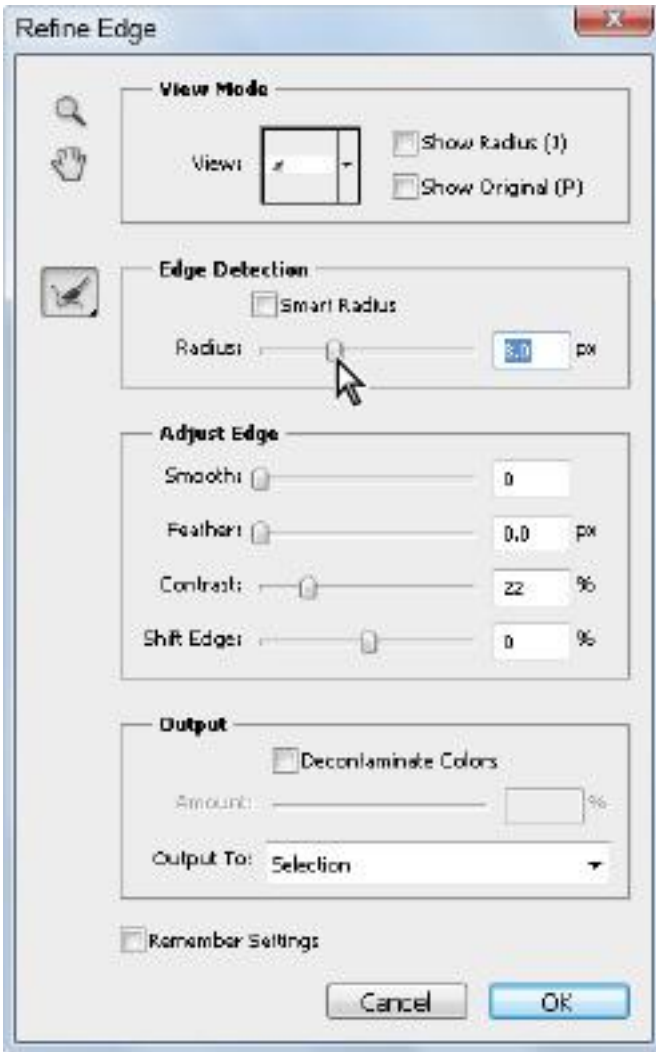 Refine Edge
View Mode
View:
Show Radius (J)
Show Original (P)
Edge Detection
Smart Radius
Radius: px
Adjust Edge
Smooth: 0
Feather: 0.0 px
Contrast: 22 %
Shift Edge: 0 %
Output
Decontaminate Colors
Amount: %
Output To: Selection
Remember Settings
Cancel OK